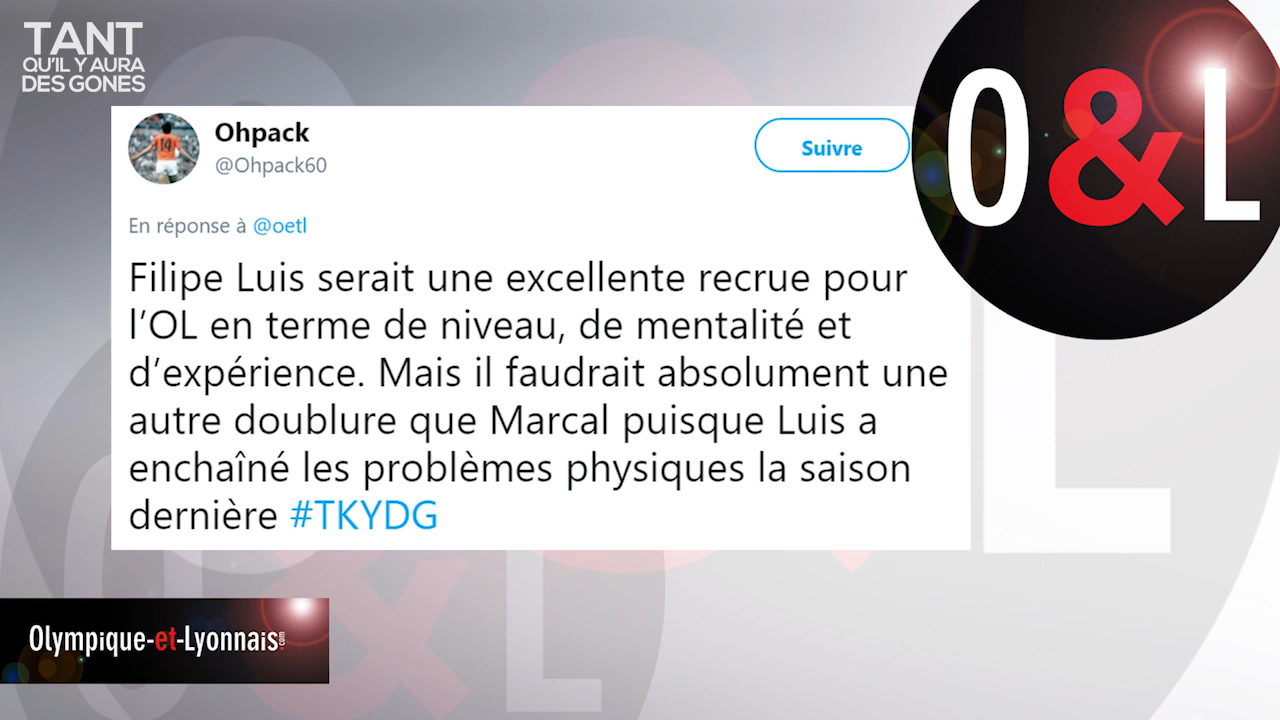 TANT
QU'IL Y AURA
DES GONES
O&L
Ohpack
@Ohpack60
Suivre
14
En réponse à @oetl
Filipe Luis serait une excellente recrue pour
l'OL en terme de niveau, de mentalité et
d'expérience. Mais il faudrait absolument une
autre doublure que Marcal puisque Luis a
enchaîné les problèmes physiques la saison
dernière #TKYDG
Olympique-et-Lyonnais.com